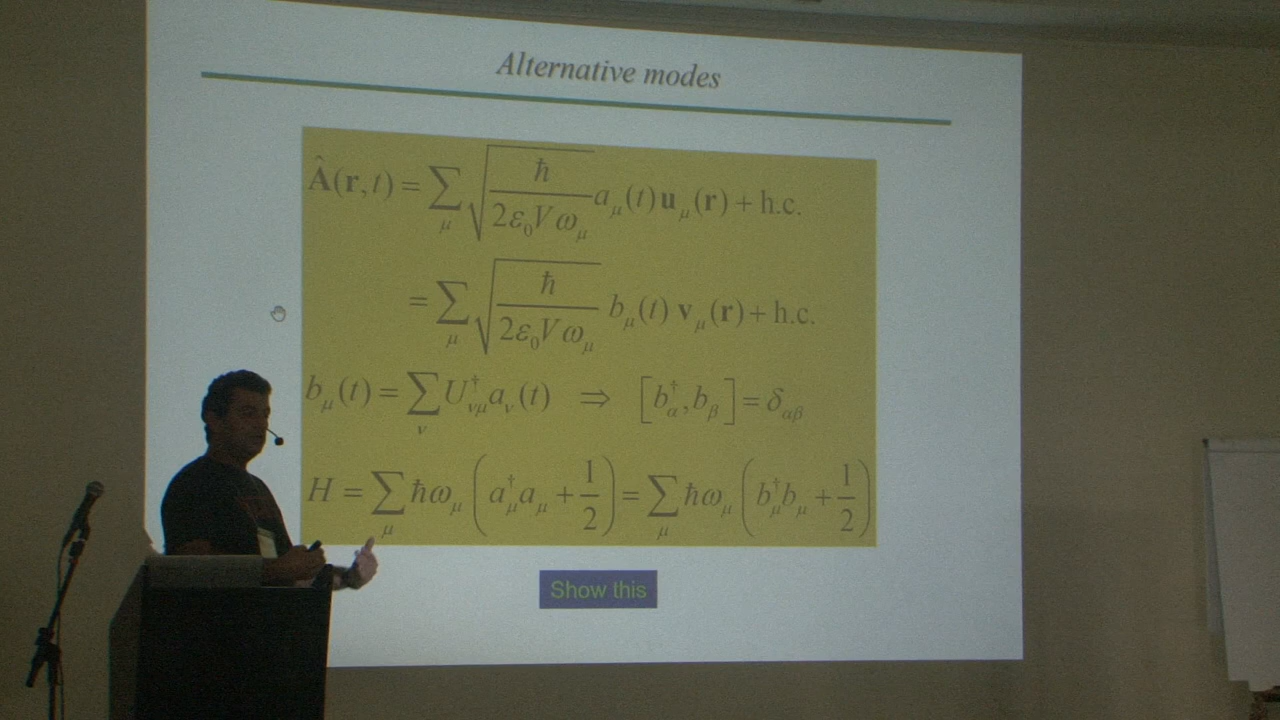 Alternative modes
Â(r,t) = ∑_μ √(ħ / 2ε₀Vω_μ) a_μ(t) u_μ(r) + h.c.
= ∑_μ √(ħ / 2ε₀Vω_μ) b_μ(t) v_μ(r) + h.c.
b_μ(t) = ∑_ν U†_νμ a_ν(t) ⇒ [b†_α, b_β] = δ_αβ
H = ∑_μ ħω_μ (a†_μ a_μ + 1/2) = ∑_μ ħω_μ (b†_μ b_μ + 1/2)
Show this